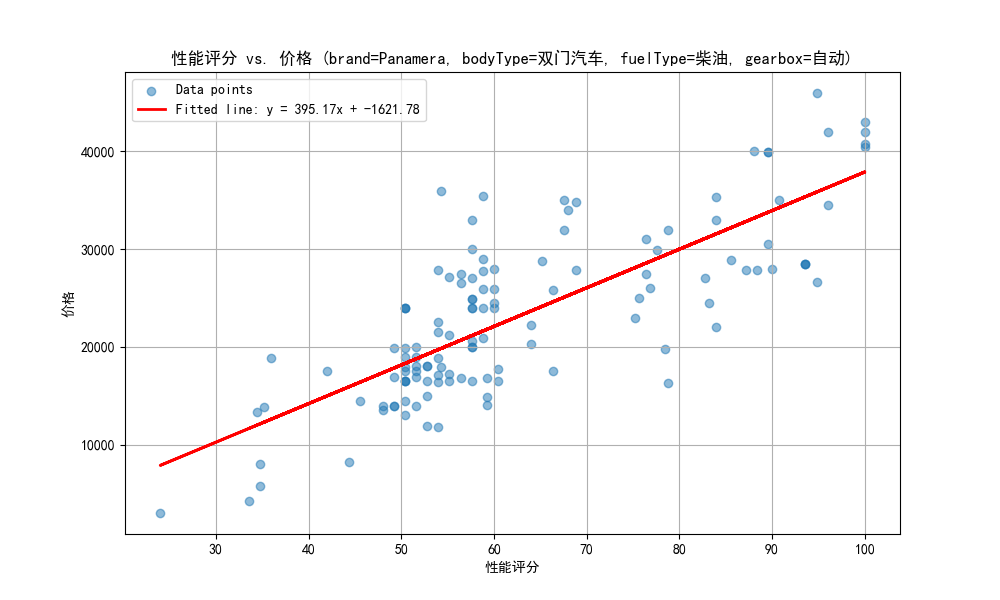 性能评分 vs. 价格 (brand=Panamera, bodyType=双门汽车, fuelType=柴油, gearbox=自动)
Data points
Fitted line: y = 395.17x + -1621.78
40000
30000
20000
10000
价格
30 40 50 60 70 80 90 100
性能评分